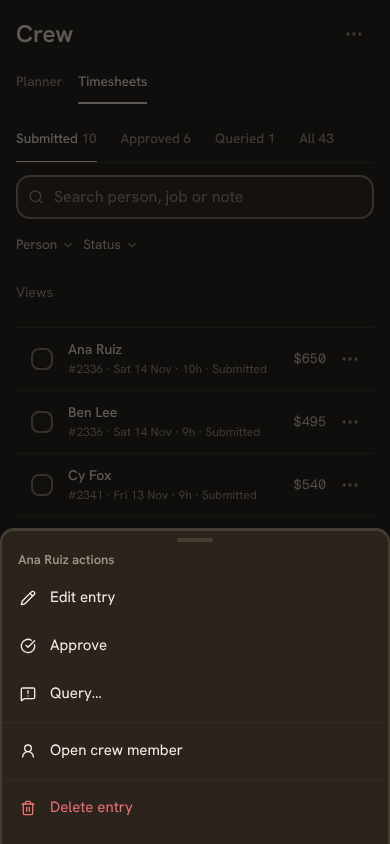 Crew
Planner Timesheets
Submitted 10 Approved 6 Queried 1 All 43
Search person, job or note
Person Status
Views
Ana Ruiz
#2336 · Sat 14 Nov · 10h · Submitted
$650
Ben Lee
#2336 · Sat 14 Nov · 9h · Submitted
$495
Cy Fox
#2341 · Fri 13 Nov · 9h · Submitted
$540
Ana Ruiz actions
Edit entry
Approve
Query...
Open crew member
Delete entry